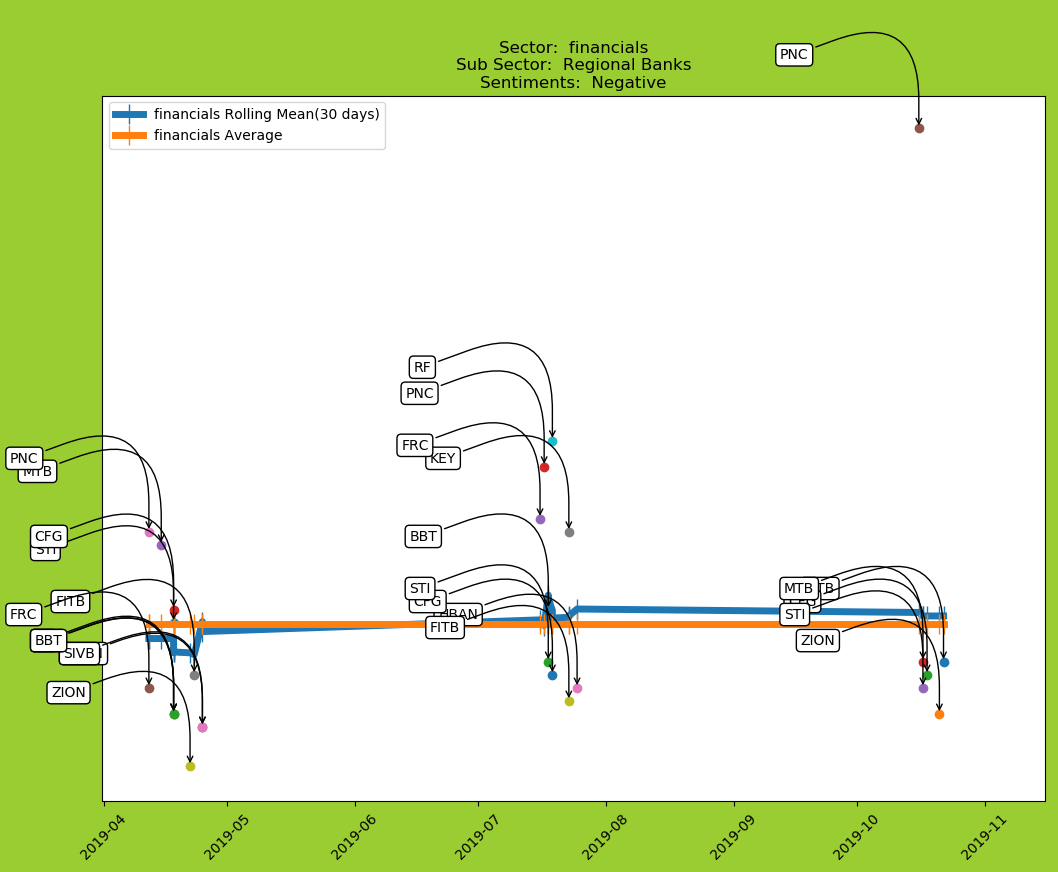 Sector:  financials
Sub Sector:  Regional Banks
Sentiments:  Negative
PNC
financials Rolling Mean(30 days)
financials Average
RF
PNC
FRC
KEY
PNC
MTB
BBT
CFG
STI
STI
CFG
HBAN
FITB
MTB
STI
FITB
FRC
BBT
SIVB
ZION
ZION
2019-04
2019-05
2019-06
2019-07
2019-08
2019-09
2019-10
2019-11